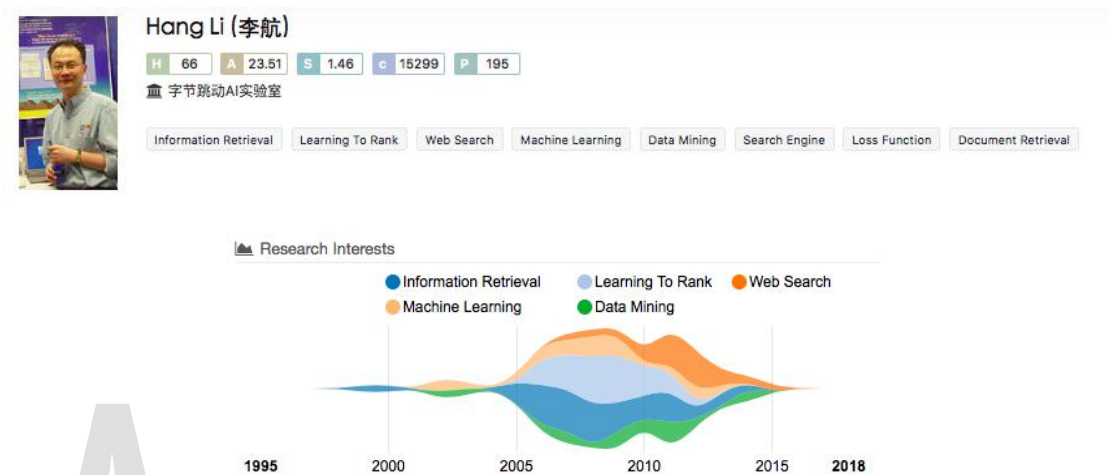 Hang Li (李航)
H 66 A 23.51 S 1.46 c 15299 P 195
字节跳动AI实验室
Information Retrieval Learning To Rank Web Search Machine Learning Data Mining Search Engine Loss Function Document Retrieval
Research Interests
Information Retrieval Learning To Rank Web Search
Machine Learning Data Mining
1995 2000 2005 2010 2015 2018